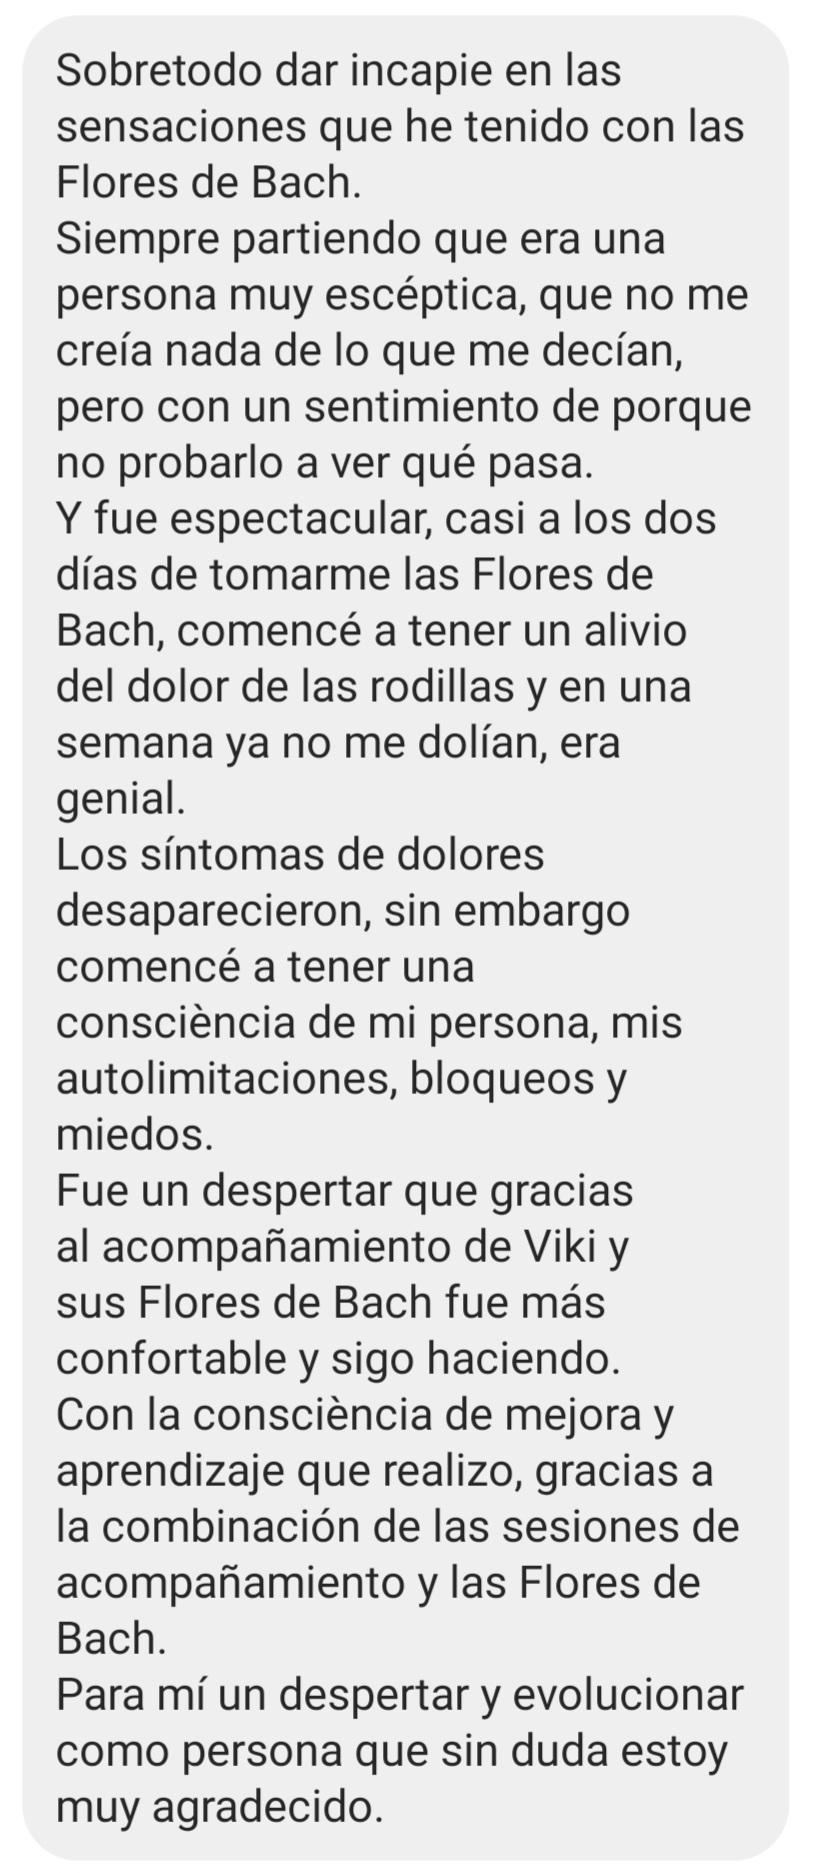 Sobretodo dar incapie en las
sensaciones que he tenido con las
Flores de Bach.
Siempre partiendo que era una
persona muy escéptica, que no me
creía nada de lo que me decían,
pero con un sentimiento de porque
no probarlo a ver qué pasa.
Y fue espectacular, casi a los dos
días de tomarme las Flores de
Bach, comencé a tener un alivio
del dolor de las rodillas y en una
semana ya no me dolían, era
genial.
Los síntomas de dolores
desaparecieron, sin embargo
comencé a tener una
consciència de mi persona, mis
autolimitaciones, bloqueos y
miedos.
Fue un despertar que gracias
al acompañamiento de Viki y
sus Flores de Bach fue más
confortable y sigo haciendo.
Con la consciència de mejora y
aprendizaje que realizo, gracias a
la combinación de las sesiones de
acompañamiento y las Flores de
Bach.
Para mí un despertar y evolucionar
como persona que sin duda estoy
muy agradecido.